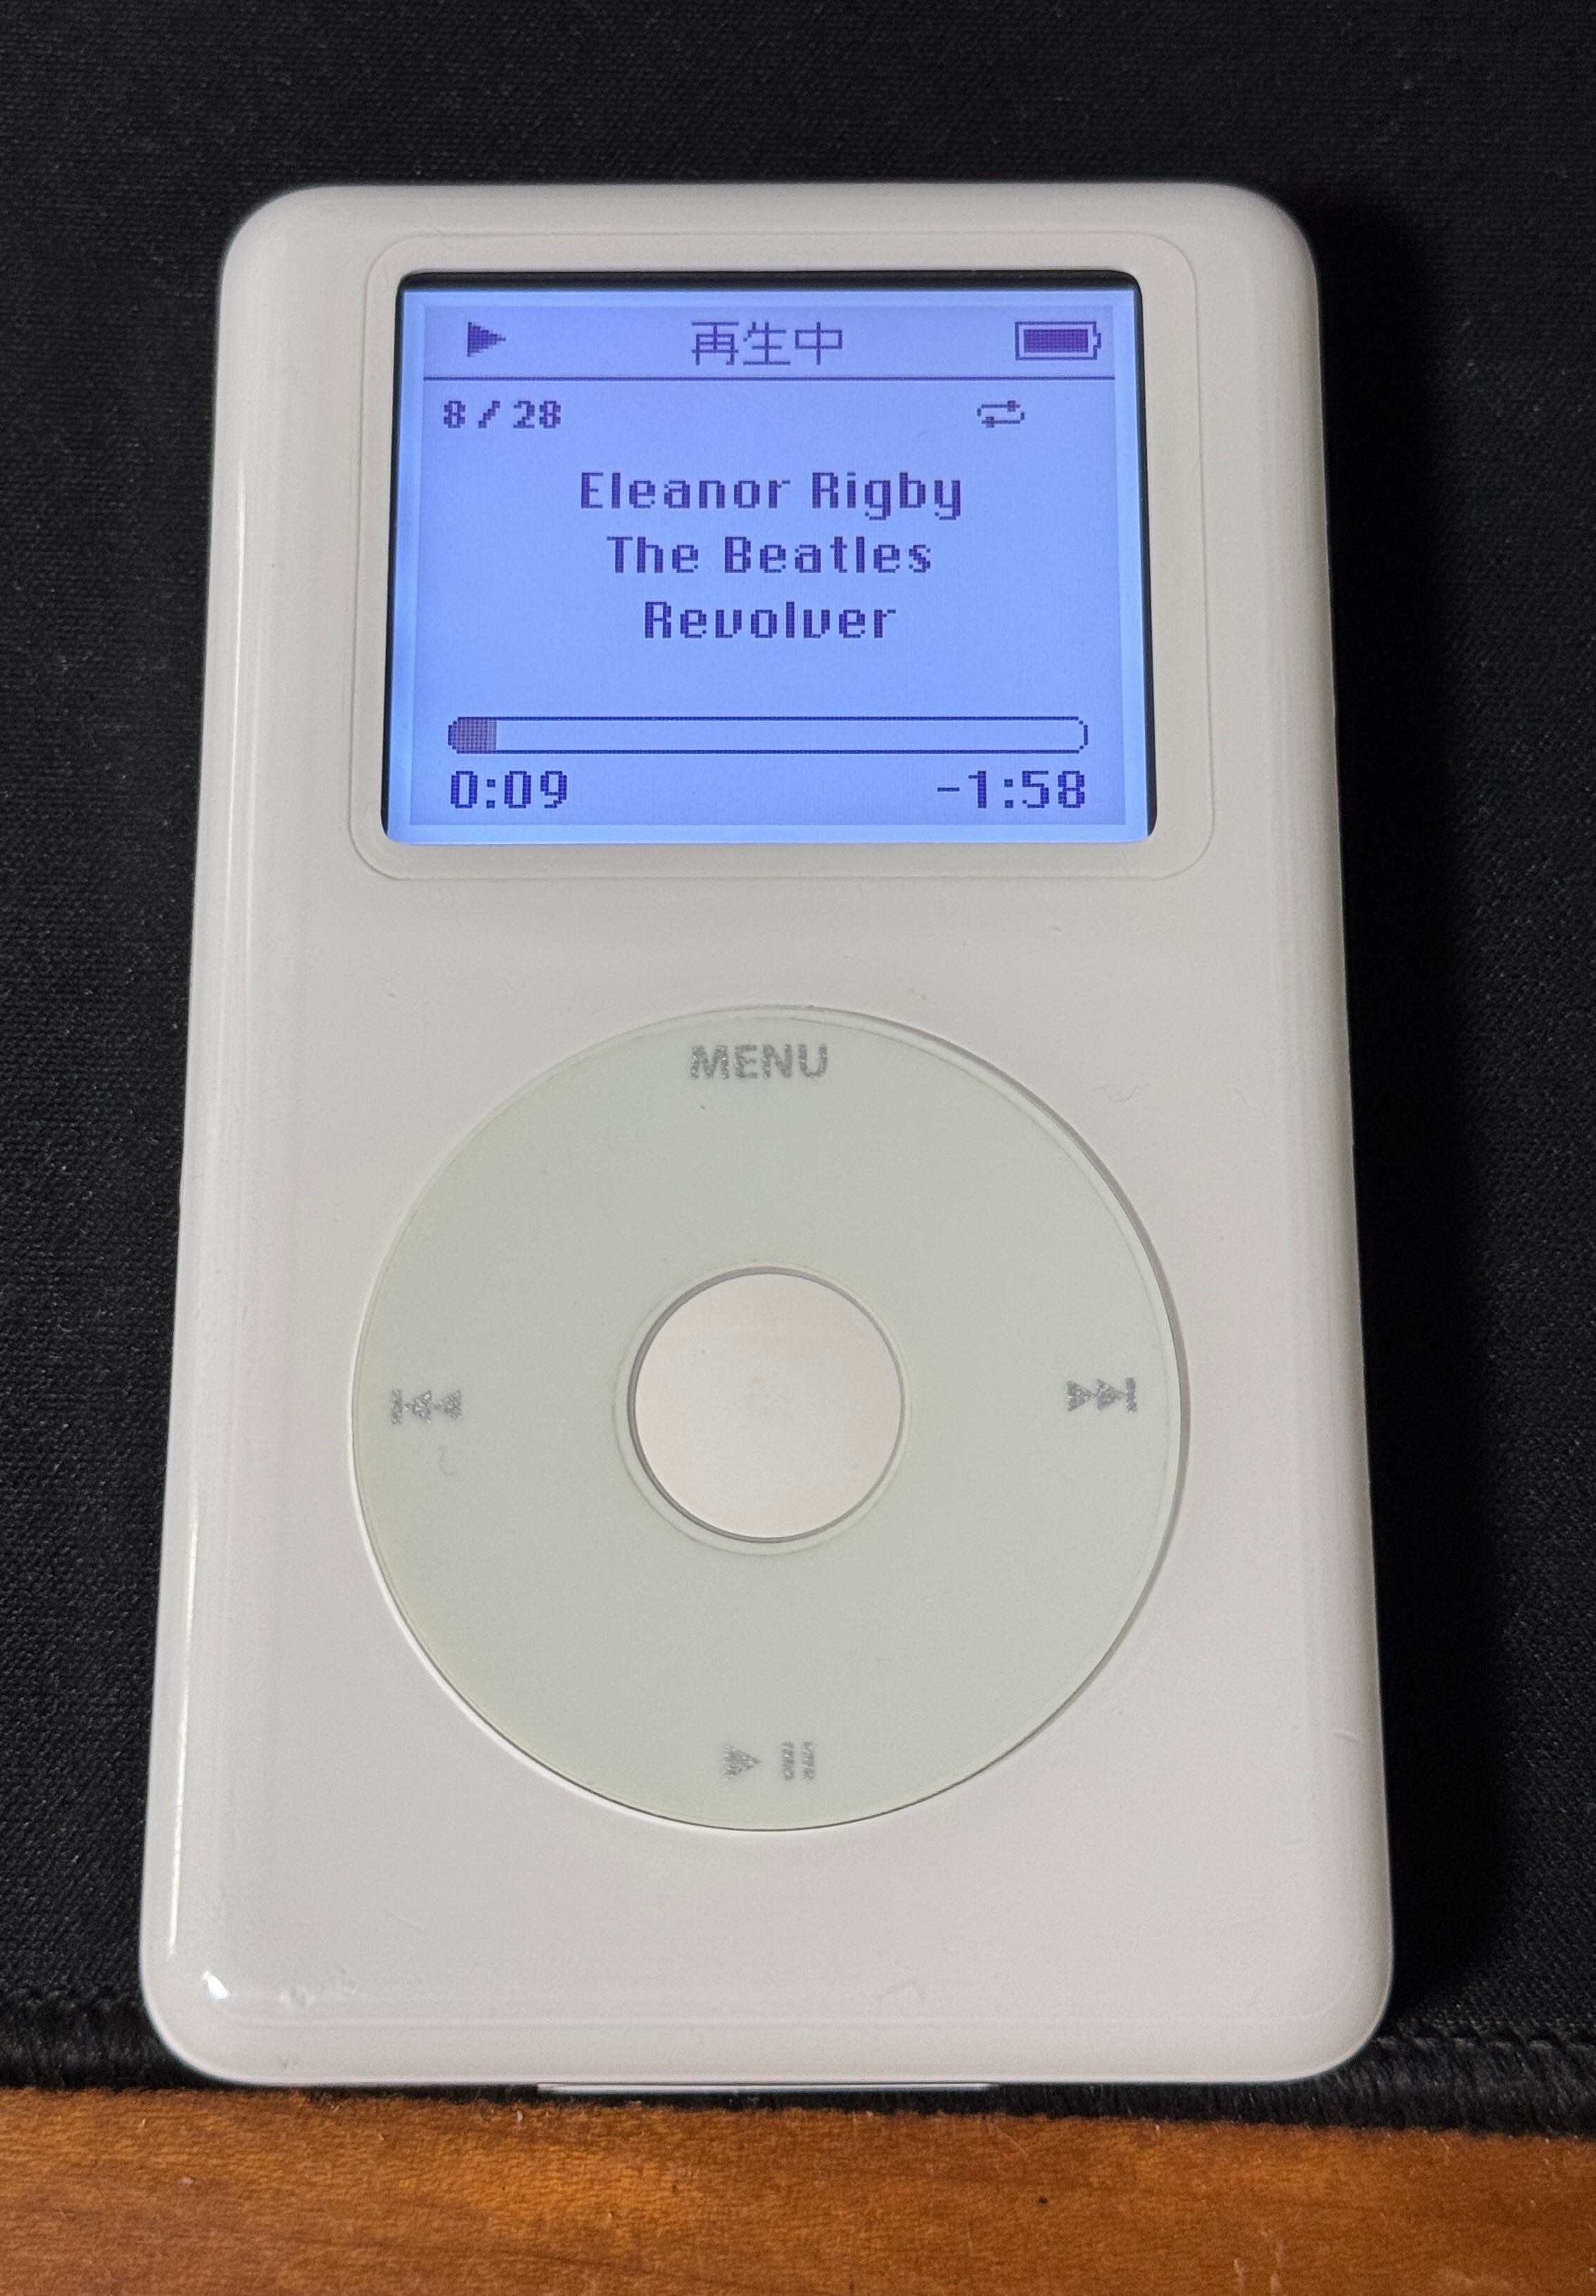 再生中
8 / 28
Eleanor Rigby
The Beatles
Revolver
0:09 -1:58
MENU